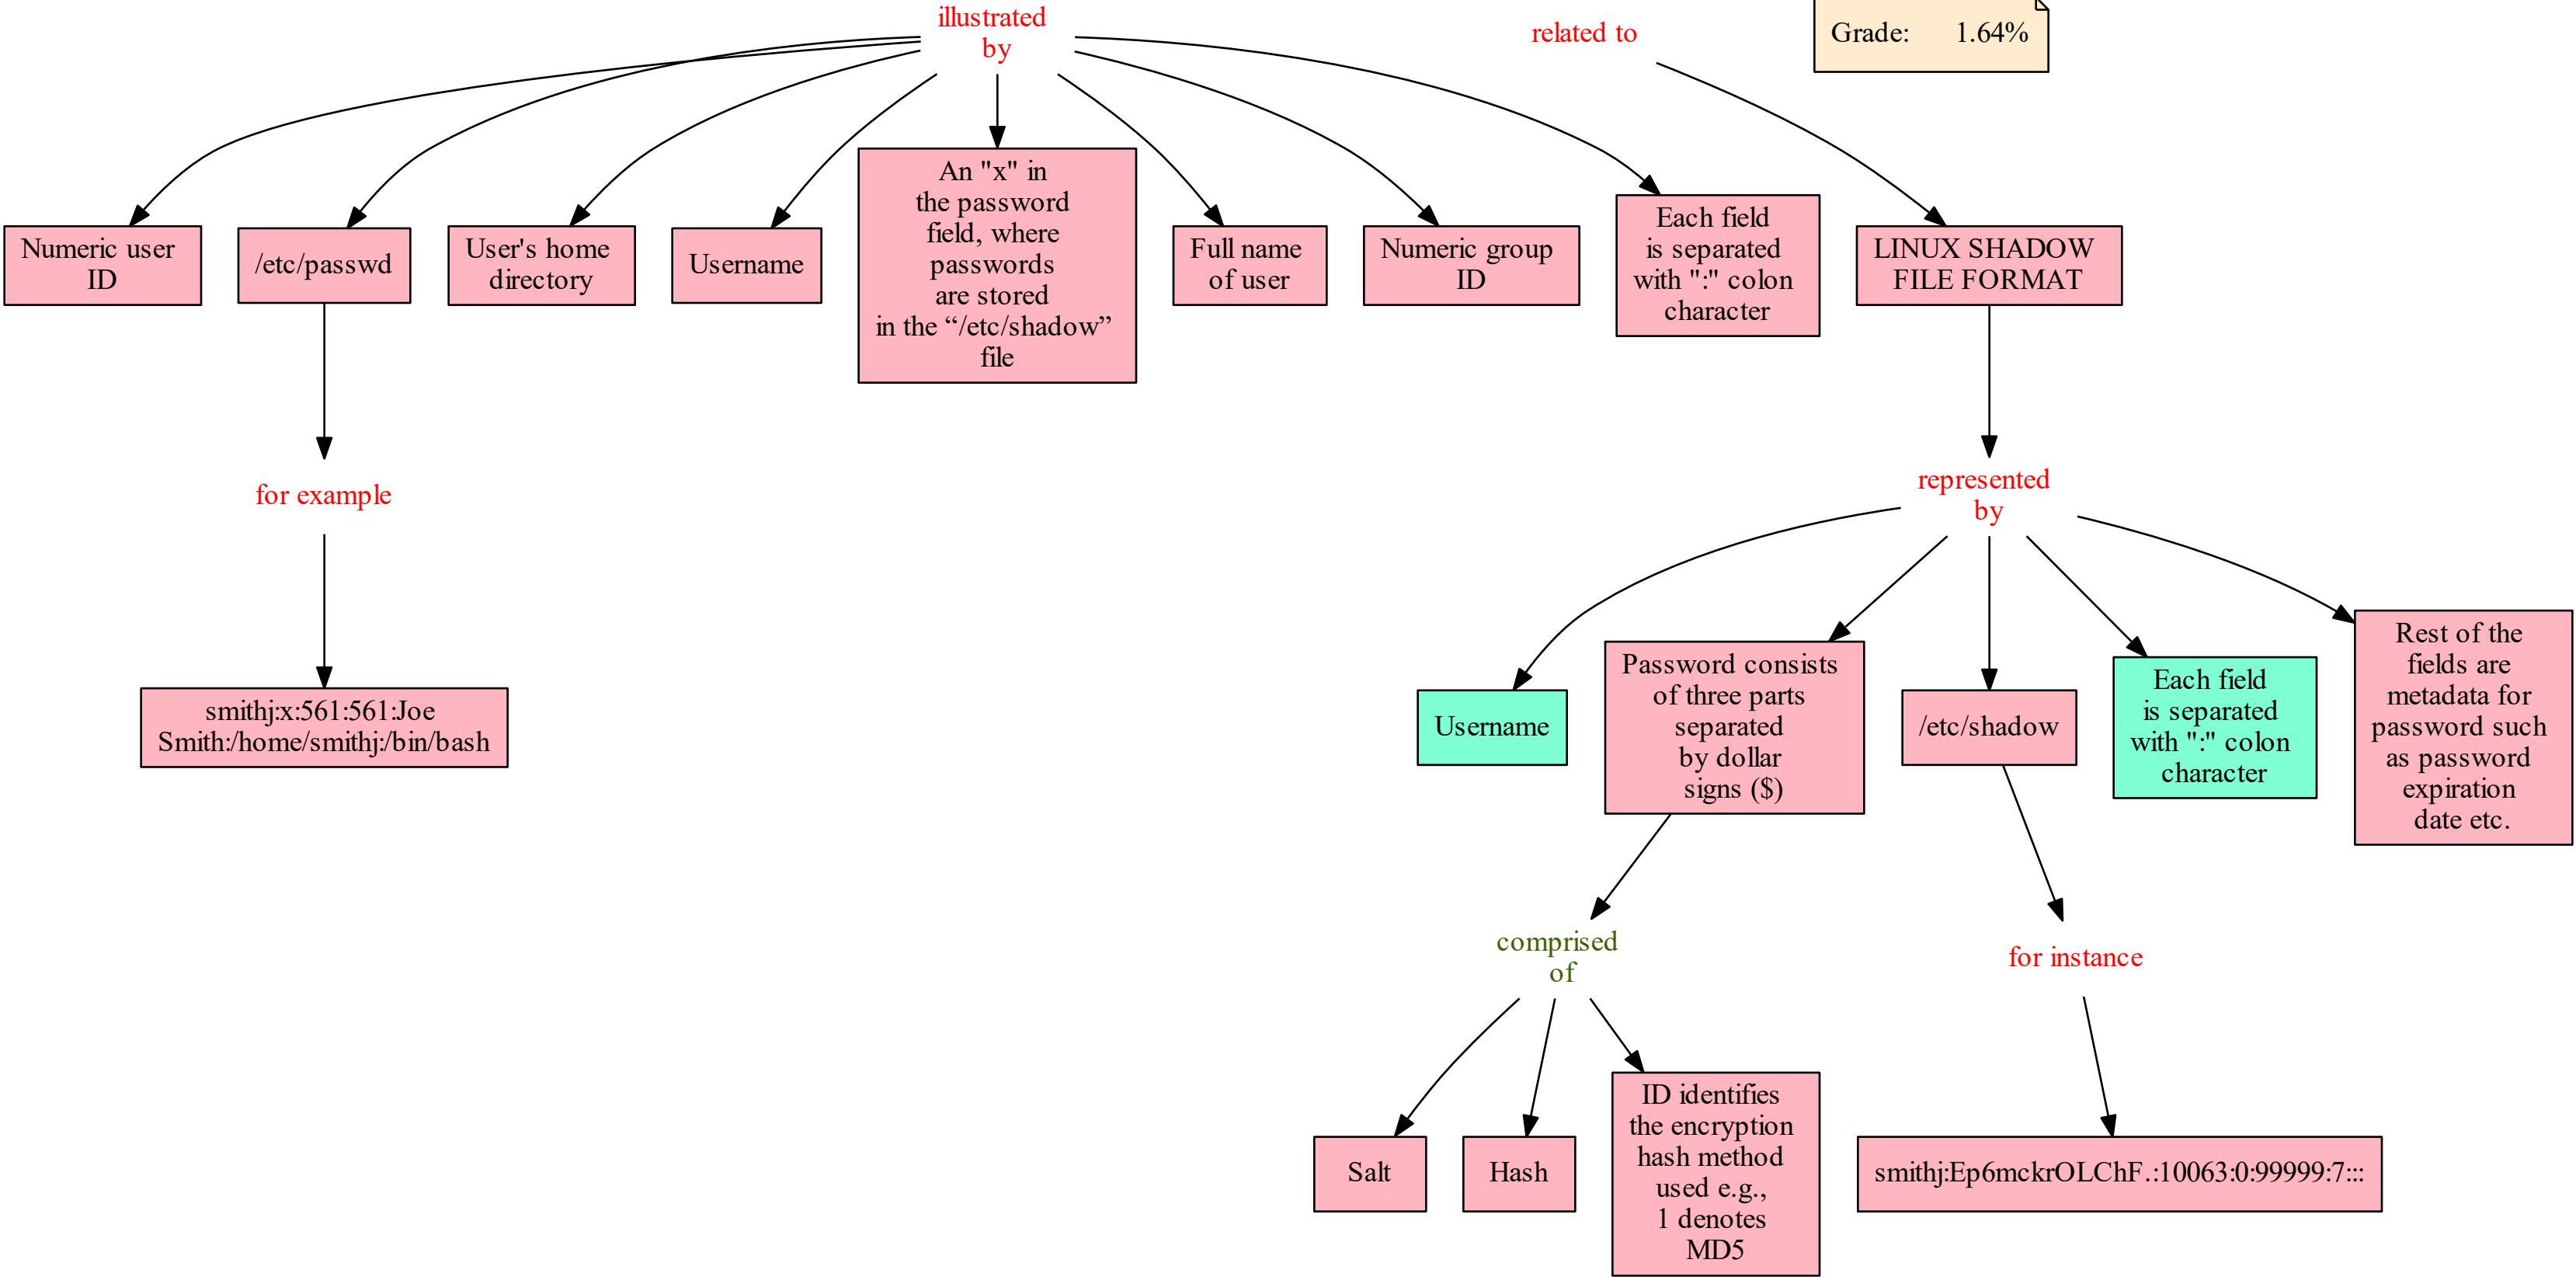 illustrated
by
related to
Grade: 1.64%
Numeric user
ID
/etc/passwd
User's home
directory
Username
An "x" in
the password
field, where
passwords
are stored
in the “/etc/shadow”
file
Full name
of user
Numeric group
ID
Each field
is separated
with ":" colon
character
LINUX SHADOW
FILE FORMAT
for example
represented
by
smithj:x:561:561:Joe
Smith:/home/smithj:/bin/bash
Username
Password consists
of three parts
separated
by dollar
signs ($)
/etc/shadow
Each field
is separated
with ":" colon
character
Rest of the
fields are
metadata for
password such
as password
expiration
date etc.
comprised
of
for instance
Salt
Hash
ID identifies
the encryption
hash method
used e.g.,
1 denotes
MD5
smithj:Ep6mckrOLChF.:10063:0:99999:7:::